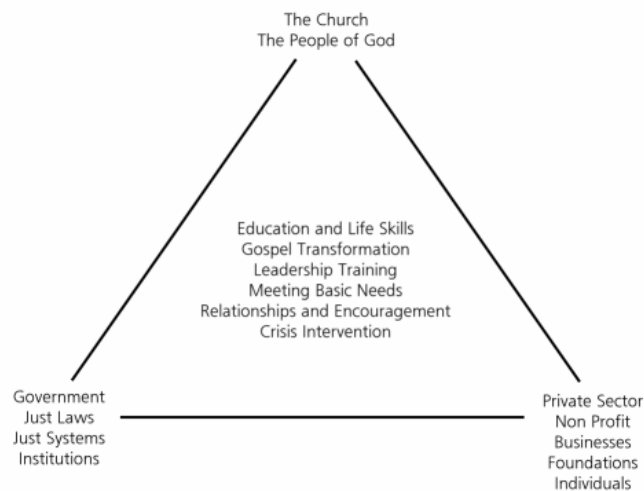 The Church
The People of God
Education and Life Skills
Gospel Transformation
Leadership Training
Meeting Basic Needs
Relationships and Encouragement
Crisis Intervention
Government
Just Laws
Just Systems
Institutions
Private Sector
Non Profit
Businesses
Foundations
Individuals